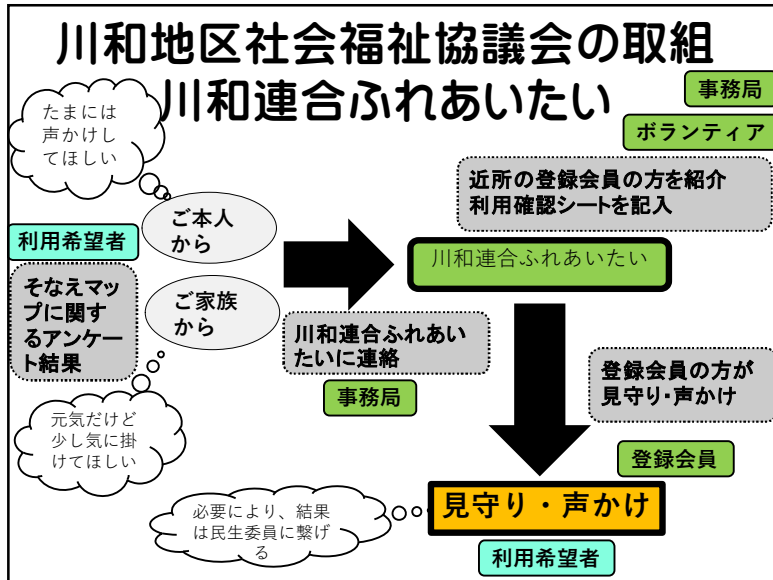 川和地区社会福祉協議会の取組
川和連合ふれあいたい
事務局
ボランティア
たまには
声かけし
てほしい
近所の登録会員の方を紹介
利用確認シートを記入
ご本人
から
利用希望者
川和連合ふれあいたい
そなえマッ
プに関す
るアンケー
ト結果
ご家族
から
川和連合ふれあい
たいに連絡
事務局
登録会員の方が
見守り・声かけ
元気だけど
少し気に掛
けてほしい
登録会員
必要により、結果
は民生委員に繋げ
る
見守り・声かけ
利用希望者